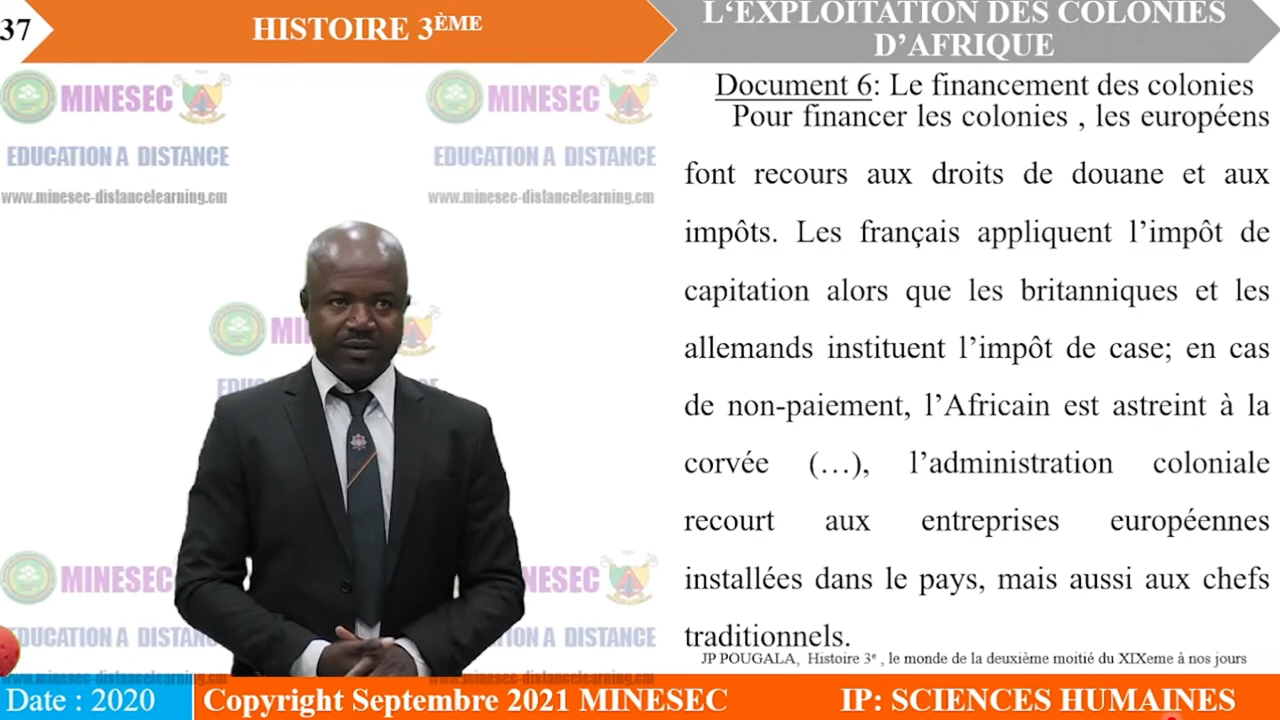 37
HISTOIRE 3ÈME
L‘EXPLOITATION DES COLONIES
D’AFRIQUE
MINESEC
EDUCATION A DISTANCE
www.minesec-distancelearning.cm
MINESEC
EDUCATION A DISTANCE
www.minesec-distancelearning.cm
Document 6: Le financement des colonies
Pour financer les colonies , les européens
font recours aux droits de douane et aux
impôts. Les français appliquent l’impôt de
capitation alors que les britanniques et les
allemands instituent l’impôt de case; en cas
de non-paiement, l’Africain est astreint à la
corvée (…), l’administration coloniale
recourt aux entreprises européennes
installées dans le pays, mais aussi aux chefs
traditionnels.
JP POUGALA, Histoire 3e , le monde de la deuxième moitié du XIXeme à nos jours
MINESEC
MINESEC
Date : 2020
Copyright Septembre 2021 MINESEC
IP: SCIENCES HUMAINES